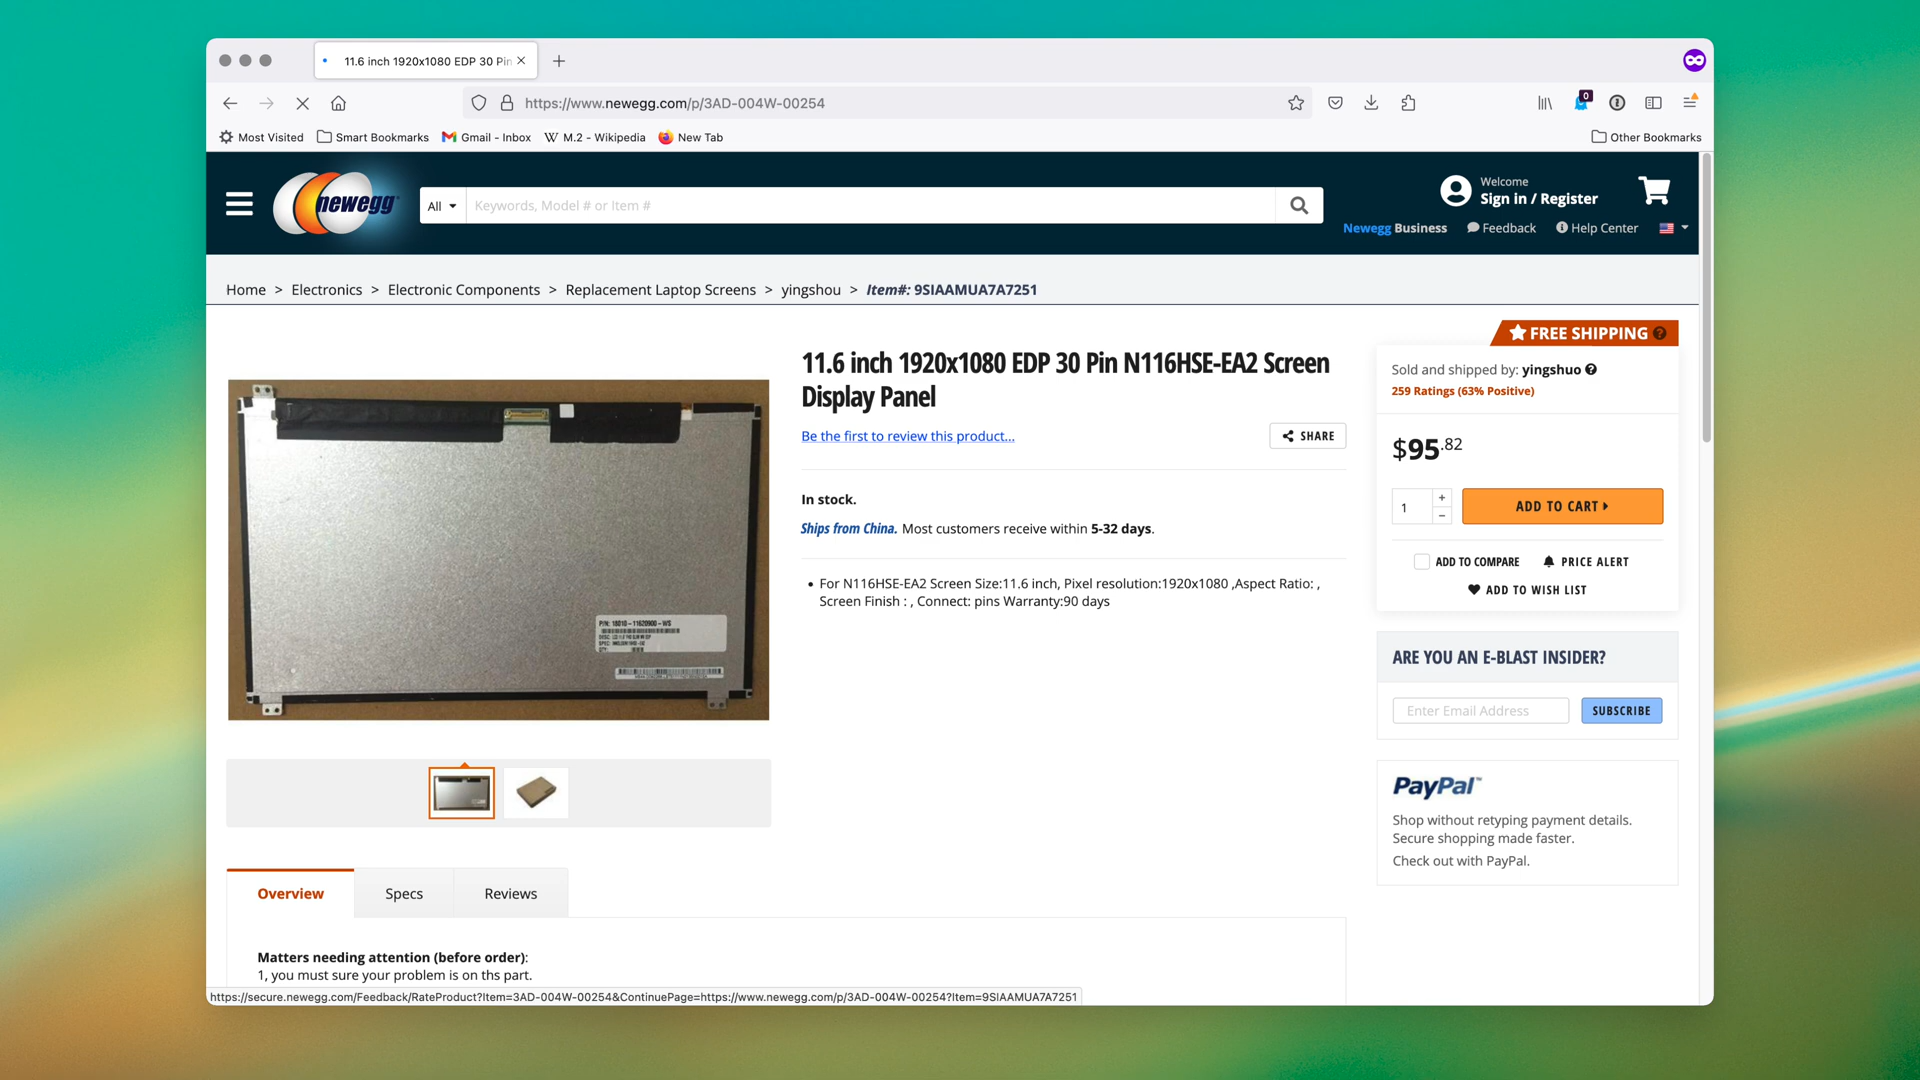 11.6 inch 1920x1080 EDP 30 Pin
https://www.newegg.com/p/3AD-004W-00254
0
Most Visited
Smart Bookmarks
Gmail - Inbox
M.2 - Wikipedia
New Tab
Other Bookmarks
newegg
All
Keywords, Model # or Item #
Welcome
Sign in / Register
Newegg Business
Feedback
Help Center
Home > Electronics > Electronic Components > Replacement Laptop Screens > yingshou > Item#: 9SIAAMUA7A7251
FREE SHIPPING
11.6 inch 1920x1080 EDP 30 Pin N116HSE-EA2 Screen
Display Panel
Be the first to review this product...
SHARE
In stock.
Ships from China. Most customers receive within 5-32 days.
• For N116HSE-EA2 Screen Size:11.6 inch, Pixel resolution:1920x1080 ,Aspect Ratio: ,
Screen Finish : , Connect: pins Warranty:90 days
Sold and shipped by: yingshuo
259 Ratings (63% Positive)
$95.82
1
+
−
ADD TO CART
ADD TO COMPARE
PRICE ALERT
ADD TO WISH LIST
ARE YOU AN E-BLAST INSIDER?
Enter Email Address
SUBSCRIBE
PayPal™
Shop without retyping payment details.
Secure shopping made faster.
Check out with PayPal.
P/N: 18010-11620900-WS
Overview
Specs
Reviews
Matters needing attention (before order):
1, you must sure your problem is on ths part.
https://secure.newegg.com/Feedback/RateProduct?Item=3AD-004W-00254&ContinuePage=https://www.newegg.com/p/3AD-004W-00254?Item=9SIAAMUA7A7251